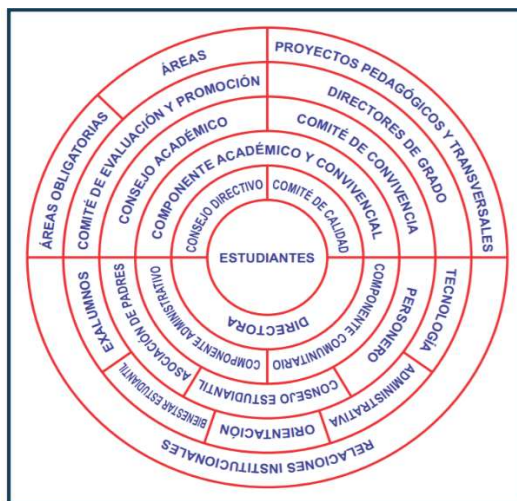 ÁREAS
PROYECTOS PEDAGÓGICOS Y TRANSVERSALES
ÁREAS OBLIGATORIAS
COMITÉ DE EVALUACIÓN Y PROMOCIÓN
DIRECTORES DE GRADO
CONSEJO ACADÉMICO
COMITÉ DE CONVIVENCIA
COMPONENTE ACADÉMICO Y CONVIVENCIAL
CONSEJO DIRECTIVO
COMITÉ DE CALIDAD
ESTUDIANTES
DIRECTORA
COMPONENTE ADMINISTRATIVO
COMPONENTE COMUNITARIO
ASOCIACIÓN DE PADRES
CONSEJO ESTUDIANTIL
PERSONERO
EXALUMNOS
BIENESTAR ESTUDIANTIL
ORIENTACIÓN
ADMINISTRATIVA
TECNOLOGÍA
RELACIONES INSTITUCIONALES